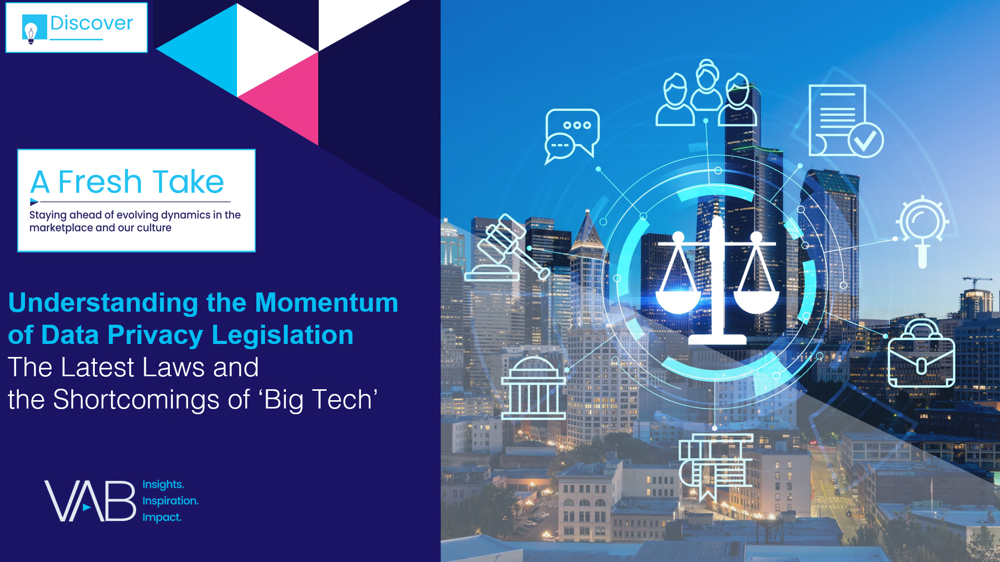 Discover
A Fresh Take
Staying ahead of evolving dynamics in the
marketplace and our culture
Understanding the Momentum
of Data Privacy Legislation
The Latest Laws and
the Shortcomings of ‘Big Tech’
VAB
Insights.
Inspiration.
Impact.